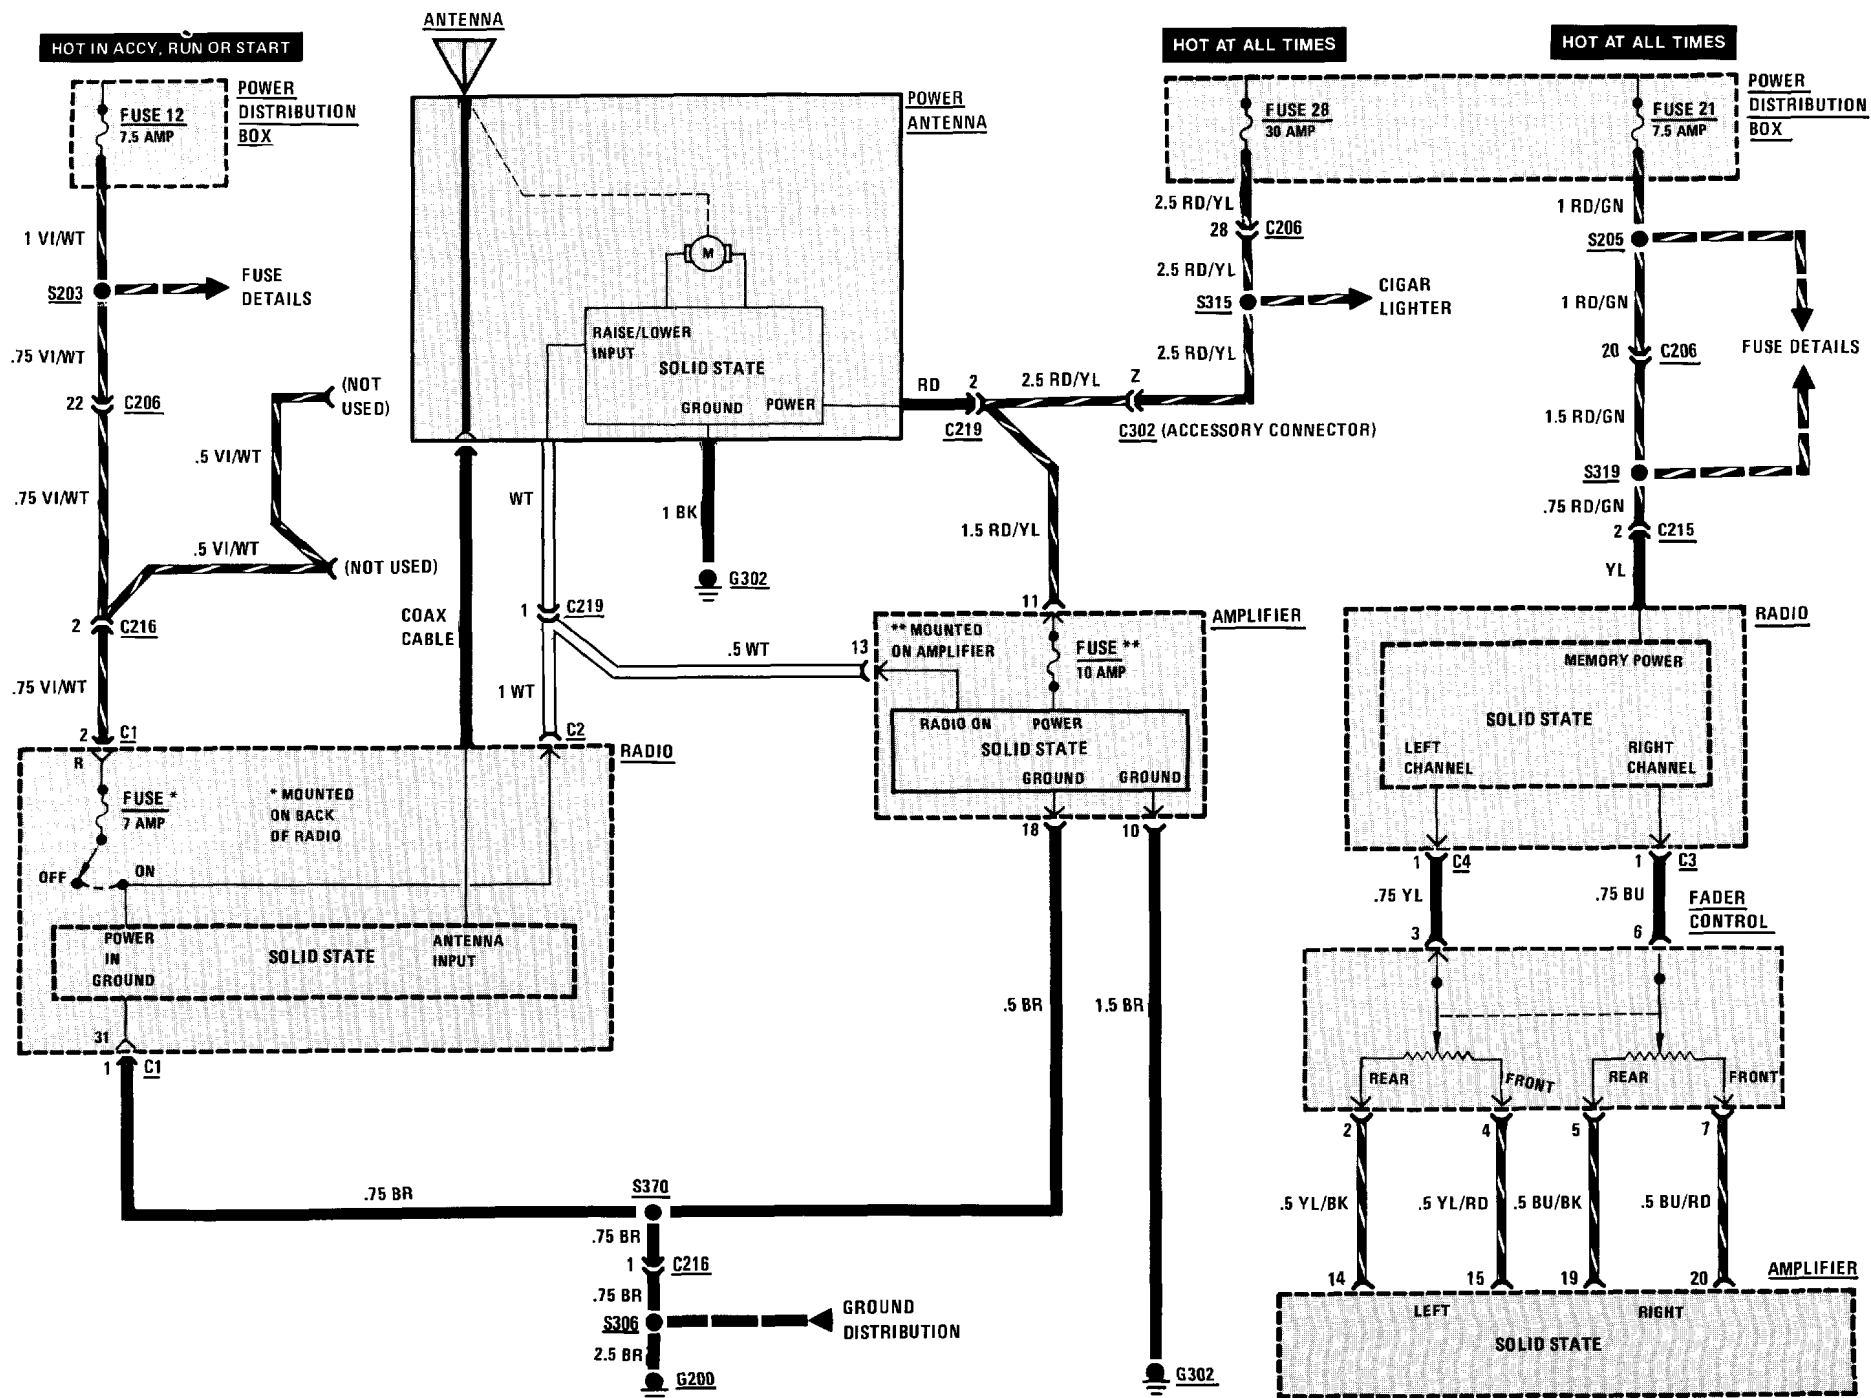 ANTENNA
HOT IN ACCY, RUN OR START
HOT AT ALL TIMES
HOT AT ALL TIMES
FUSE 12
7.5 AMP
POWER
DISTRIBUTION
BOX
POWER
ANTENNA
FUSE 28
30 AMP
FUSE 21
7.5 AMP
POWER
DISTRIBUTION
BOX
1 VI/WT
S203
FUSE
DETAILS
.75 VI/WT
22
C206
(NOT
USED)
.5 VI/WT
.75 VI/WT
.5 VI/WT
(NOT USED)
2
C216
.75 VI/WT
2
C1
M
RAISE/LOWER
INPUT
SOLID STATE
GROUND
POWER
RD
2
C219
2.5 RD/YL
Z
C302 (ACCESSORY CONNECTOR)
2.5 RD/YL
28
C206
2.5 RD/YL
S315
CIGAR
LIGHTER
2.5 RD/YL
1 RD/GN
S205
1 RD/GN
20
C206
FUSE DETAILS
1.5 RD/GN
S319
.75 RD/GN
2
C215
YL
WT
1 BK
G302
1.5 RD/YL
COAX
CABLE
1
C219
.5 WT
13
1 WT
C2
11
AMPLIFIER
** MOUNTED
ON AMPLIFIER
FUSE **
10 AMP
RADIO ON
POWER
SOLID STATE
GROUND
GROUND
18
10
RADIO
MEMORY POWER
SOLID STATE
LEFT
CHANNEL
RIGHT
CHANNEL
1
C4
1
C3
.75 YL
.75 BU
FADER
CONTROL
3
6
RADIO
R
FUSE *
7 AMP
* MOUNTED
ON BACK
OF RADIO
OFF
ON
POWER
IN
GROUND
SOLID STATE
ANTENNA
INPUT
31
1
C1
.5 BR
1.5 BR
REAR
FRONT
REAR
FRONT
2
4
5
7
.5 YL/BK
.5 YL/RD
.5 BU/BK
.5 BU/RD
14
15
19
20
AMPLIFIER
LEFT
RIGHT
SOLID STATE
.75 BR
S370
.75 BR
1
C216
.75 BR
S306
GROUND
DISTRIBUTION
2.5 BR
G200
G302